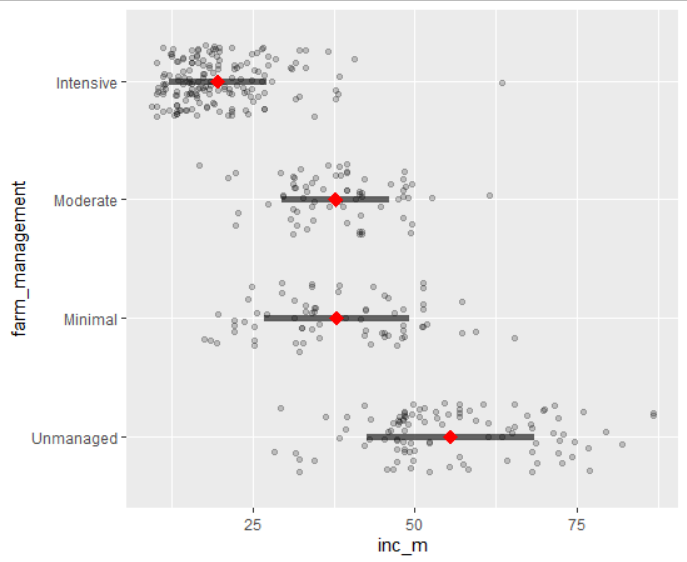 Intensive
Moderate
Minimal
Unmanaged
farm_management
25 50 75
inc_m